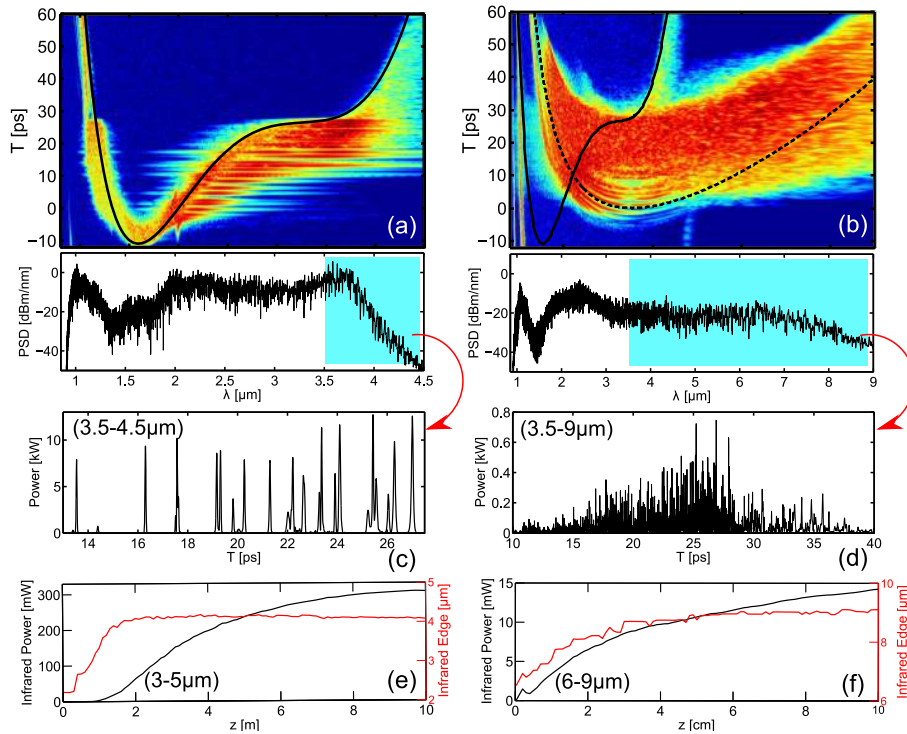 60
50
40
30
20
10
0
−10
T [ps]
(a)
60
50
40
30
20
10
0
−10
T [ps]
(b)
0
−20
−40
PSD [dBm/nm]
1 1.5 2 2.5 3 3.5 4 4.5
λ [µm]
0
−20
−40
PSD [dBm/nm]
1 2 3 4 5 6 7 8 9
λ [µm]
(3.5-4.5µm)
10
5
0
Power [kW]
14 16 18 20 22 24 26
T [ps]
(c)
(3.5-9µm)
0.8
0.6
0.4
0.2
0
Power [kW]
10 15 20 25 30 35 40
T [ps]
(d)
300
200
100
0
Infrared Power [mW]
5
4
3
2
Infrared Edge [µm]
(3-5µm)
(e)
0 2 4 6 8 10
z [m]
15
10
5
0
Infrared Power [mW]
10
9
8
6
Infrared Edge [µm]
(6-9µm)
(f)
0 2 4 6 8 10
z [cm]